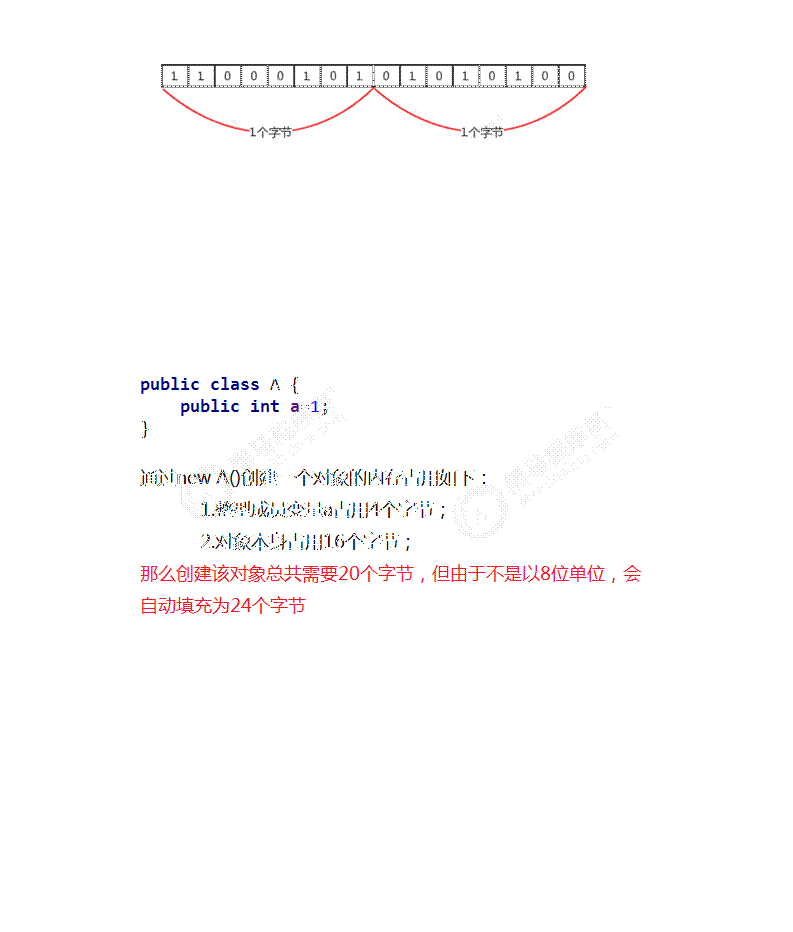 1 1 0 0 0 1 0 1 0 1 0 1 0 1 0 0
1个字节 1个字节
public class A {
public int a=1;
}
通过new A()创建一个对象的内存占用如下：
1.整型成员变量a占用4个字节；
2.对象本身占用16个字节；
那么创建该对象总共需要20个字节，但由于不是以8位单位，会
自动填充为24个字节